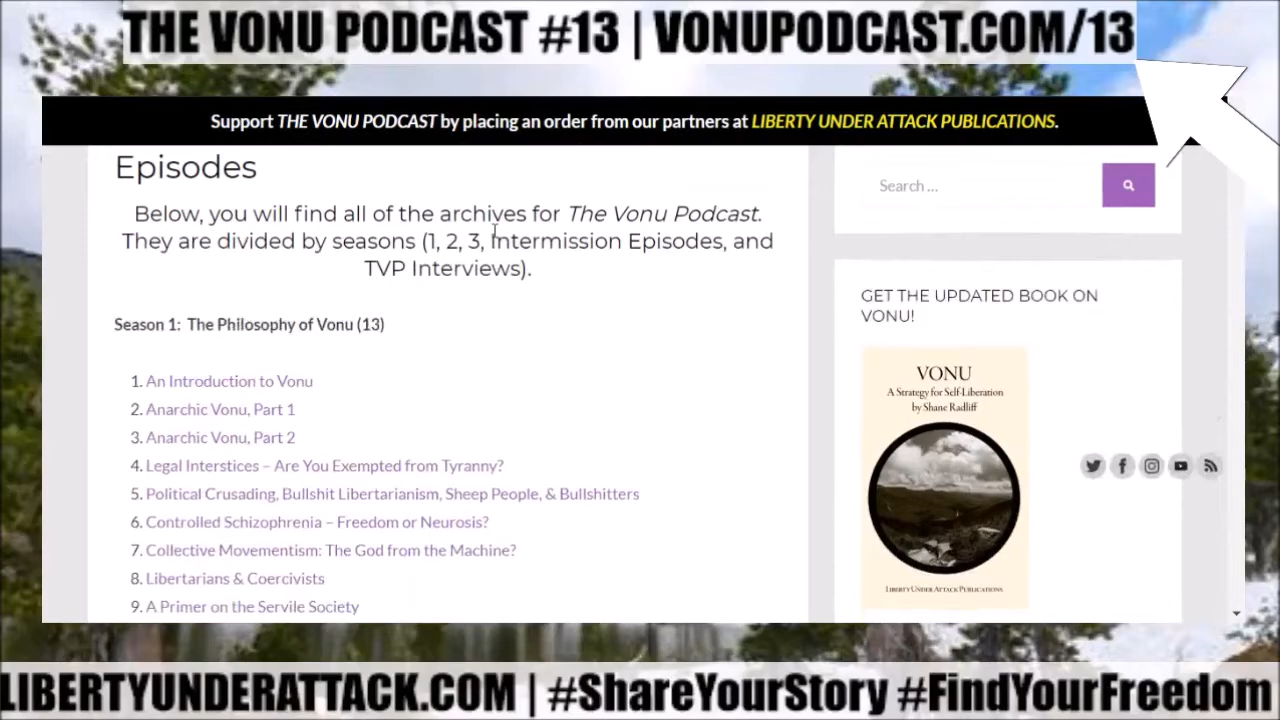 THE VONU PODCAST #13 | VONUPODCAST.COM/13
Support THE VONU PODCAST by placing an order from our partners at LIBERTY UNDER ATTACK PUBLICATIONS.
Episodes
Below, you will find all of the archives for The Vonu Podcast.
They are divided by seasons (1, 2, 3, Intermission Episodes, and
TVP Interviews).
Season 1: The Philosophy of Vonu (13)
1. An Introduction to Vonu
2. Anarchic Vonu, Part 1
3. Anarchic Vonu, Part 2
4. Legal Interstices – Are You Exempted from Tyranny?
5. Political Crusading, Bullshit Libertarianism, Sheep People, & Bullshitters
6. Controlled Schizophrenia – Freedom or Neurosis?
7. Collective Movementism: The God from the Machine?
8. Libertarians & Coercivists
9. A Primer on the Servile Society
Search ...
GET THE UPDATED BOOK ON
VONU!
VONU
A Strategy for Self-Liberation
by Shane Radliff
LIBERTY UNDER ATTACK PUBLICATIONS
LIBERTYUNDERATTACK.COM | #ShareYourStory #FindYourFreedom